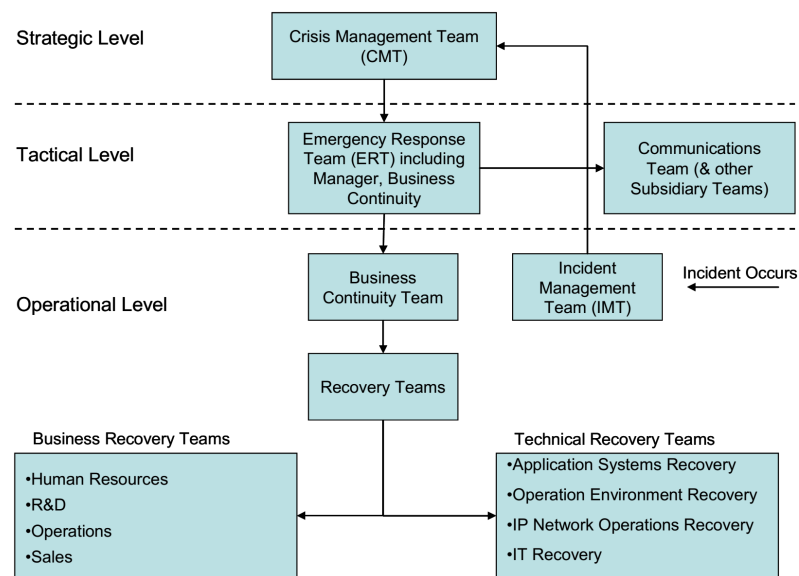 Strategic Level
Crisis Management Team
(CMT)
Tactical Level
Emergency Response
Team (ERT) including
Manager, Business
Continuity
Communications
Team (& other
Subsidiary Teams)
Operational Level
Business
Continuity Team
Incident
Management
Team (IMT)
Incident Occurs
Recovery Teams
Business Recovery Teams
•Human Resources
•R&D
•Operations
•Sales
Technical Recovery Teams
•Application Systems Recovery
•Operation Environment Recovery
•IP Network Operations Recovery
•IT Recovery